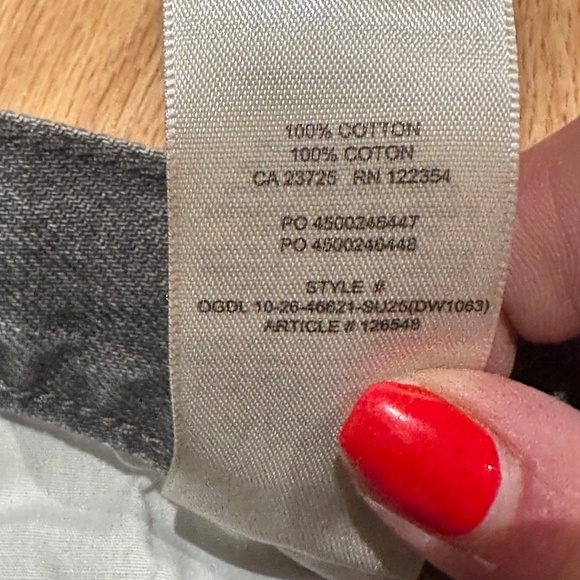 100% COTTON
100% COTON
CA 23725 RN 122354
PO 4500246447
PO 4500246448
STYLE #
OGDL 10-26-46621-SU25(DW1063)
ARTICLE # 126548